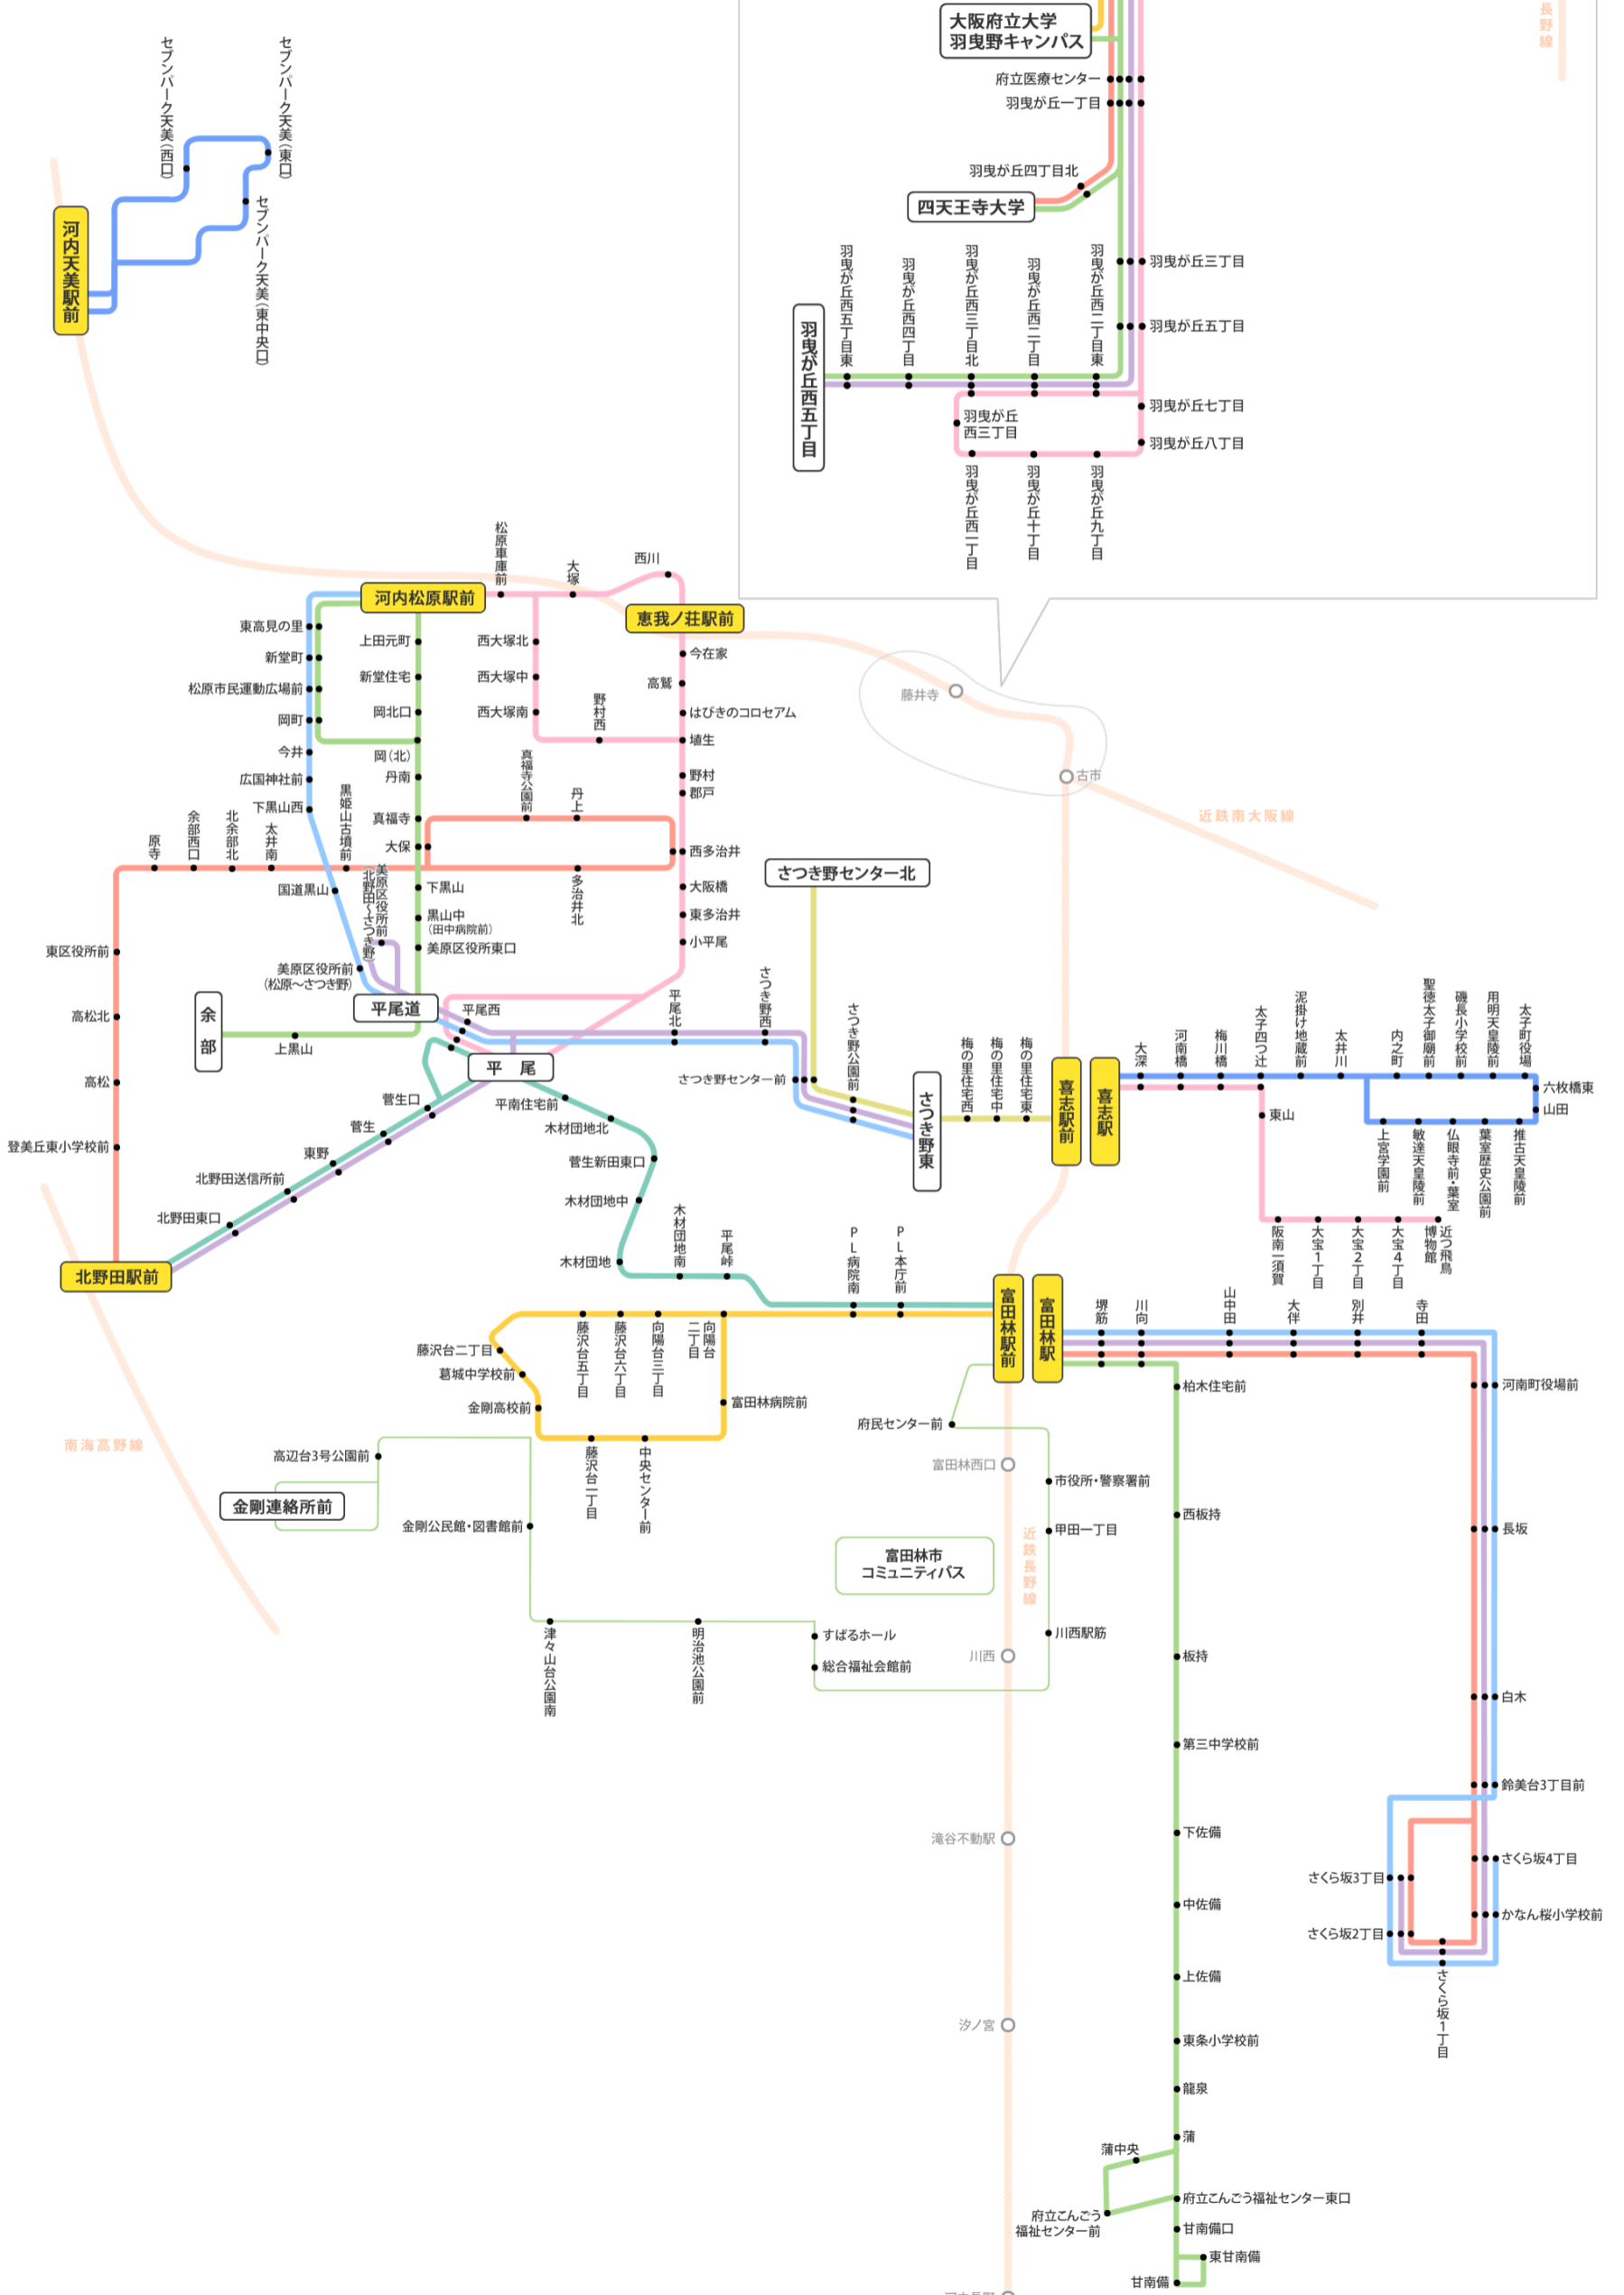 大阪府立大学
羽曳野キャンパス
長野線
府立医療センター
羽曳が丘一丁目
羽曳が丘四丁目北
四天王寺大学
羽曳が丘三丁目
羽曳が丘五丁目
羽曳が丘七丁目
羽曳が丘八丁目
羽曳が丘西五丁目東
羽曳が丘西四丁目
羽曳が丘西三丁目北
羽曳が丘西二丁目
羽曳が丘西二丁目東
羽曳が丘西五丁目
羽曳が丘
西三丁目
羽曳が丘西一丁目
羽曳が丘十丁目
羽曳が丘九丁目
セブンパーク天美(西口)
セブンパーク天美(東口)
セブンパーク天美(東中央口)
河内天美駅前
松原車庫前
大塚
西川
河内松原駅前
恵我ノ荘駅前
東高見の里
新堂町
松原市民運動広場前
岡町
今井
広国神社前
下黒山西
上田元町
新堂住宅
岡北口
岡(北)
丹南
真福寺
大保
下黒山
黒山中
(田中病院前)
美原区役所東口
西大塚北
西大塚中
西大塚南
野村西
今在家
高鷲
はびきのコロセアム
埴生
野村
郡戸
西多治井
大阪橋
東多治井
小平尾
真福寺公園前
丹上
多治井北
原寺
余部西口
北余部北
太井南
黒姫山古墳前
国道黒山
美原区役所前
(北野田～さつき野)
美原区役所前
(松原～さつき野)
藤井寺
古市
近鉄南大阪線
東区役所前
高松北
高松
登美丘東小学校前
余部
上黒山
平尾道
平尾西
平尾
平尾北
さつき野西
さつき野センター北
さつき野センター前
さつき野公園前
さつき野東
梅の里住宅西
梅の里住宅中
梅の里住宅東
喜志駅前
喜志駅
大深
河南橋
梅川橋
太子四つ辻
泥掛け地蔵前
太井川
内之町
聖徳太子御廟前
磯長小学校前
用明天皇陵前
太子町役場
六枚橋東
山田
上宮学園前
敏達天皇陵前
仏眼寺前・葉室
葉室歴史公園前
推古天皇陵前
東山
阪南一須賀
大宝1丁目
大宝2丁目
大宝4丁目
近つ飛鳥
博物館
菅生口
菅生
東野
北野田送信所前
北野田東口
北野田駅前
平南住宅前
木材団地北
菅生新田東口
木材団地中
木材団地
木材団地南
平尾峠
PL病院南
PL本庁前
富田林駅前
富田林駅
堺筋
川向
山中田
大伴
別井
寺田
藤沢台二丁目
葛城中学校前
金剛高校前
藤沢台五丁目
藤沢台六丁目
向陽台三丁目
向陽台
二丁目
富田林病院前
藤沢台一丁目
中央センター前
南海高野線
高辺台3号公園前
金剛連絡所前
金剛公民館・図書館前
津々山台公園南
明治池公園前
すばるホール
総合福祉会館前
府民センター前
富田林西口
市役所・警察署前
甲田一丁目
川西駅筋
富田林市
コミュニティバス
近鉄長野線
川西
滝谷不動駅
汐ノ宮
柏木住宅前
西板持
板持
第三中学校前
下佐備
中佐備
上佐備
東条小学校前
龍泉
蒲
蒲中央
府立こんごう
福祉センター前
府立こんごう福祉センター東口
甘南備口
東甘南備
甘南備
河南町役場前
長坂
白木
鈴美台3丁目前
さくら坂4丁目
かなん桜小学校前
さくら坂3丁目
さくら坂2丁目
さくら坂1丁目